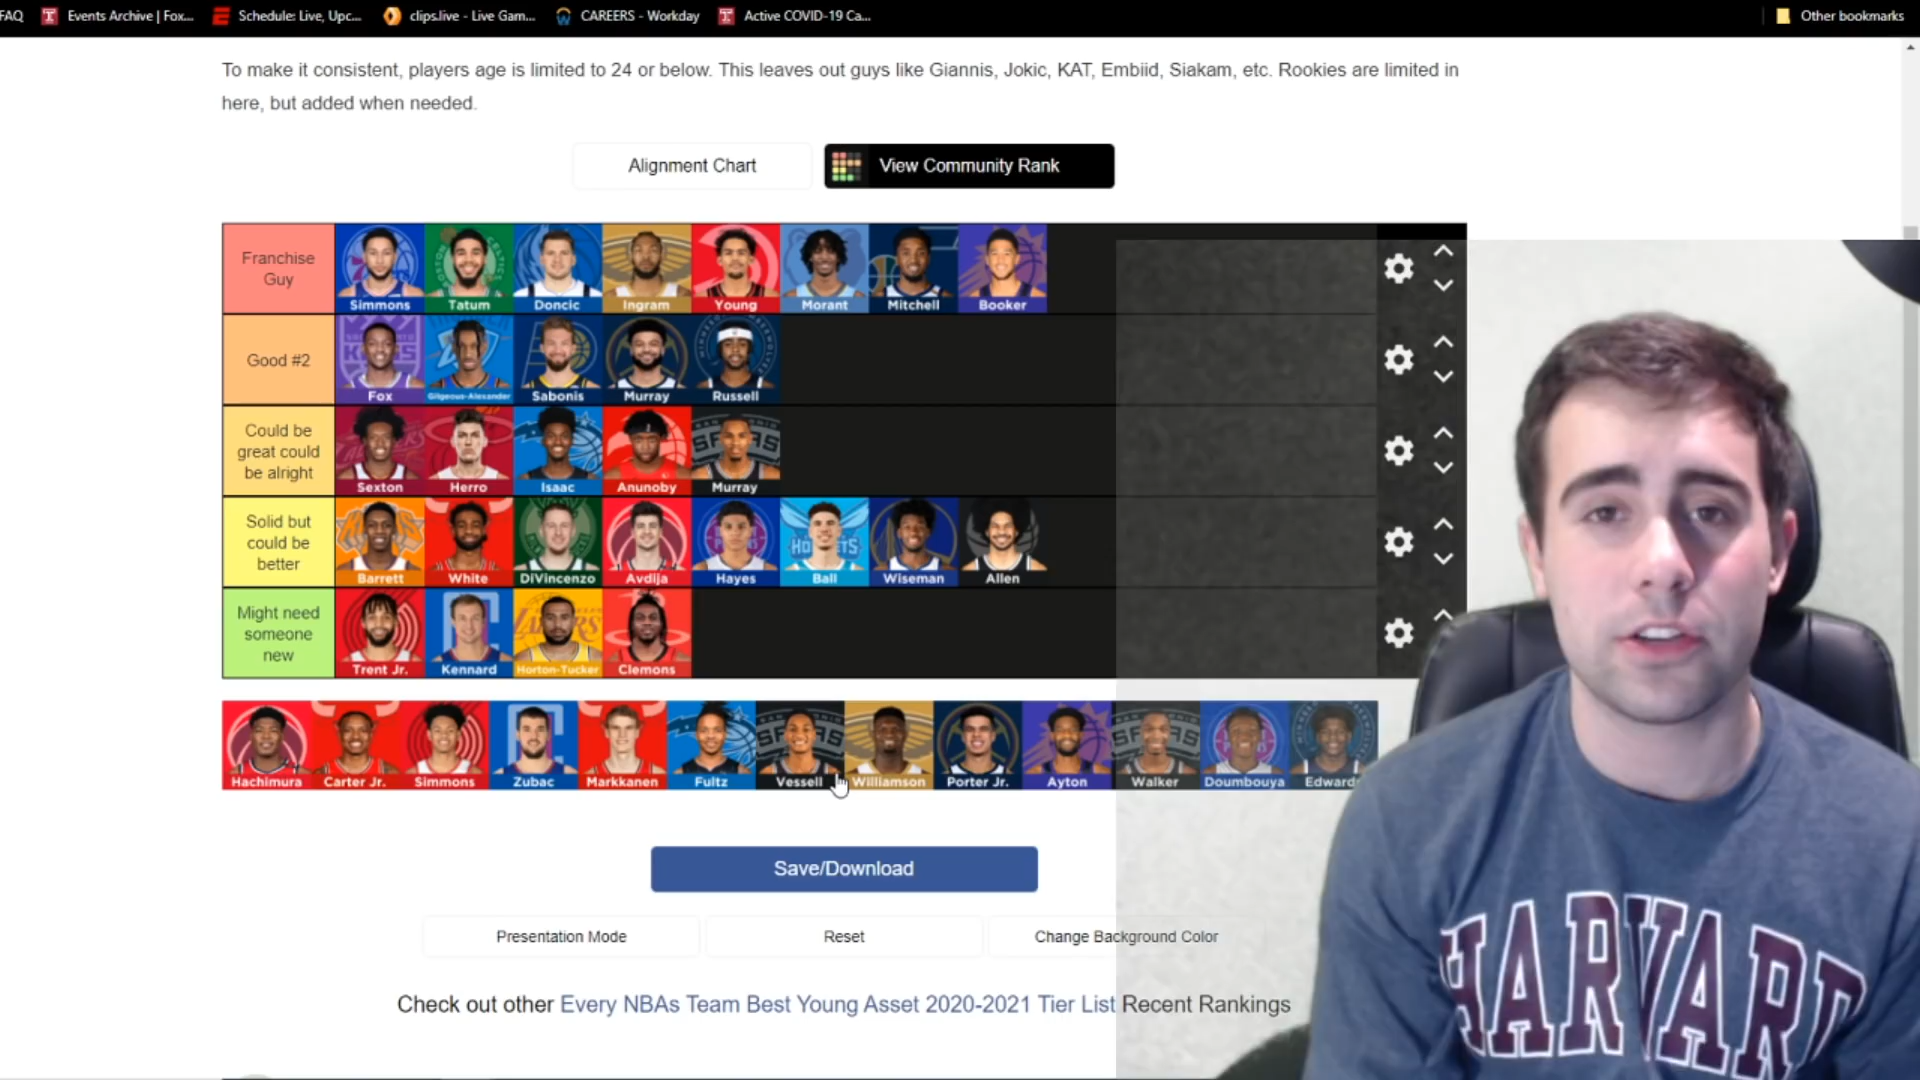 FAQ Events Archive | Fox... Schedule: Live, Upc... clips.live - Live Gam... CAREERS - Workday Active COVID-19 Ca... Other bookmarks
To make it consistent, players age is limited to 24 or below. This leaves out guys like Giannis, Jokic, KAT, Embiid, Siakam, etc. Rookies are limited in
here, but added when needed.
Alignment Chart View Community Rank
Franchise
Guy
Simmons Tatum Doncic Ingram Young Morant Mitchell Booker
Good #2
Fox Gilgeous-Alexander Sabonis Murray Russell
Could be
great could
be alright
Sexton Herro Isaac Anunoby Murray
Solid but
could be
better
Barrett White DiVincenzo Avdija Hayes Ball Wiseman Allen
Might need
someone
new
Trent Jr. Kennard Horton-Tucker Clemons
Hachimura Carter Jr. Simmons Zubac Markkanen Fultz Vessell Williamson Porter Jr. Ayton Walker Doumbouya Edward
Save/Download
Presentation Mode Reset Change Background Color
Check out other Every NBAs Team Best Young Asset 2020-2021 Tier List Recent Rankings
HARVARD